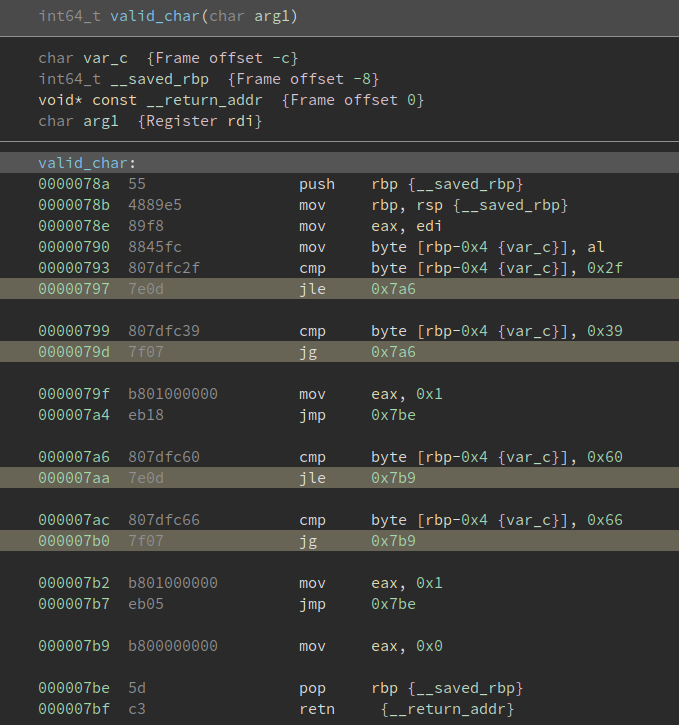 int64_t valid_char(char arg1)
char var_c {Frame offset -c}
int64_t __saved_rbp {Frame offset -8}
void* const __return_addr {Frame offset 0}
char arg1 {Register rdi}
valid_char:
0000078a 55 push rbp {__saved_rbp}
0000078b 4889e5 mov rbp, rsp {__saved_rbp}
0000078e 89f8 mov eax, edi
00000790 8845fc mov byte [rbp-0x4 {var_c}], al
00000793 807dfc2f cmp byte [rbp-0x4 {var_c}], 0x2f
00000797 7e0d jle 0x7a6
00000799 807dfc39 cmp byte [rbp-0x4 {var_c}], 0x39
0000079d 7f07 jg 0x7a6
0000079f b801000000 mov eax, 0x1
000007a4 eb18 jmp 0x7be
000007a6 807dfc60 cmp byte [rbp-0x4 {var_c}], 0x60
000007aa 7e0d jle 0x7b9
000007ac 807dfc66 cmp byte [rbp-0x4 {var_c}], 0x66
000007b0 7f07 jg 0x7b9
000007b2 b801000000 mov eax, 0x1
000007b7 eb05 jmp 0x7be
000007b9 b800000000 mov eax, 0x0
000007be 5d pop rbp {__saved_rbp}
000007bf c3 retn {__return_addr}